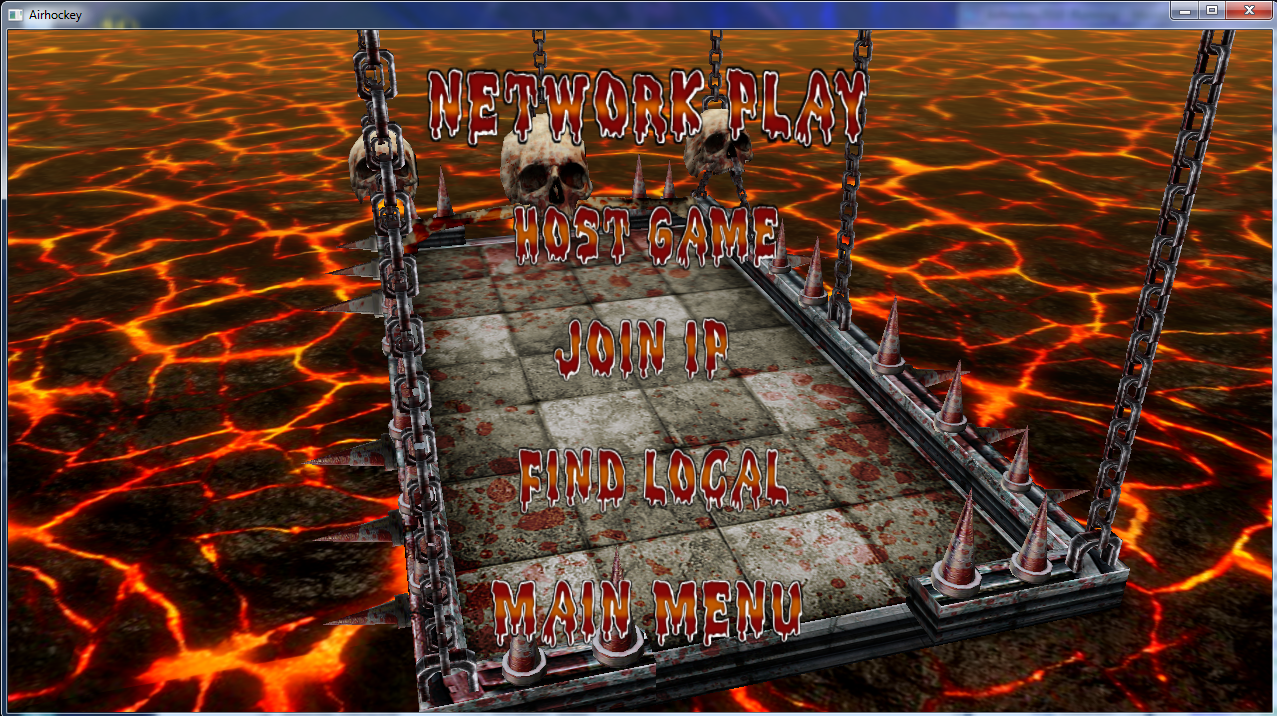 Airhockey
NETWORK PLAY
HOST GAME
JOIN IP
FIND LOCAL
MAIN MENU